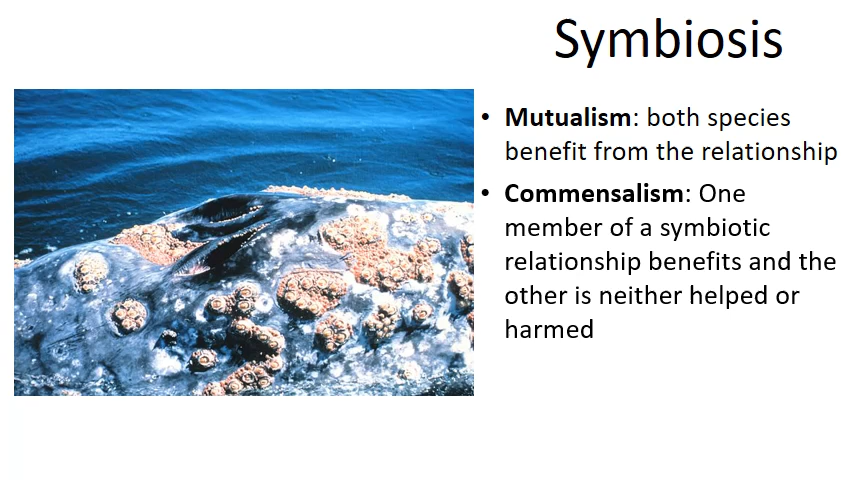 Symbiosis
• Mutualism: both species
benefit from the relationship
• Commensalism: One
member of a symbiotic
relationship benefits and the
other is neither helped or
harmed